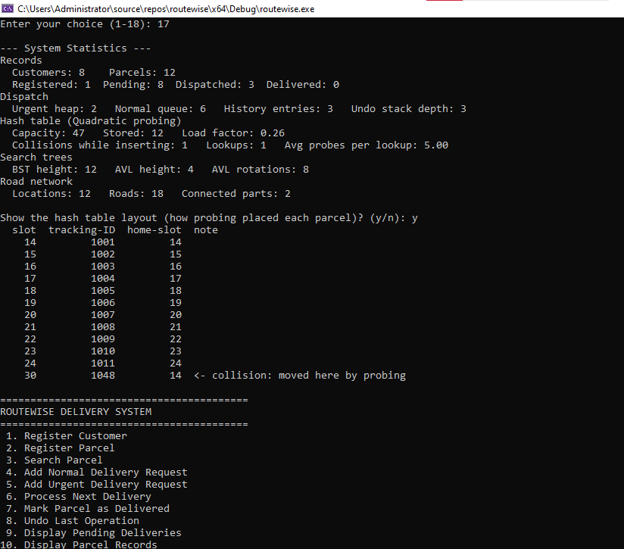 C:\Users\Administrator\source\repos\routewise\x64\Debug\routewise.exe
Enter your choice (1-18): 17
--- System Statistics ---
Records
Customers: 8 Parcels: 12
Registered: 1 Pending: 8 Dispatched: 3 Delivered: 0
Dispatch
Urgent heap: 2 Normal queue: 6 History entries: 3 Undo stack depth: 3
Hash table (Quadratic probing)
Capacity: 47 Stored: 12 Load factor: 0.26
Collisions while inserting: 1 Lookups: 1 Avg probes per lookup: 5.00
Search trees
BST height: 12 AVL height: 4 AVL rotations: 8
Road network
Locations: 12 Roads: 18 Connected parts: 2
Show the hash table layout (how probing placed each parcel)? (y/n): y
slot tracking-ID home-slot note
14 1001 14
15 1002 15
16 1003 16
17 1004 17
18 1005 18
19 1006 19
20 1007 20
21 1008 21
22 1009 22
23 1010 23
24 1011 24
30 1048 14 <- collision: moved here by probing
=========================================
ROUTEWISE DELIVERY SYSTEM
=========================================
1. Register Customer
2. Register Parcel
3. Search Parcel
4. Add Normal Delivery Request
5. Add Urgent Delivery Request
6. Process Next Delivery
7. Mark Parcel as Delivered
8. Undo Last Operation
9. Display Pending Deliveries
10. Display Parcel Records